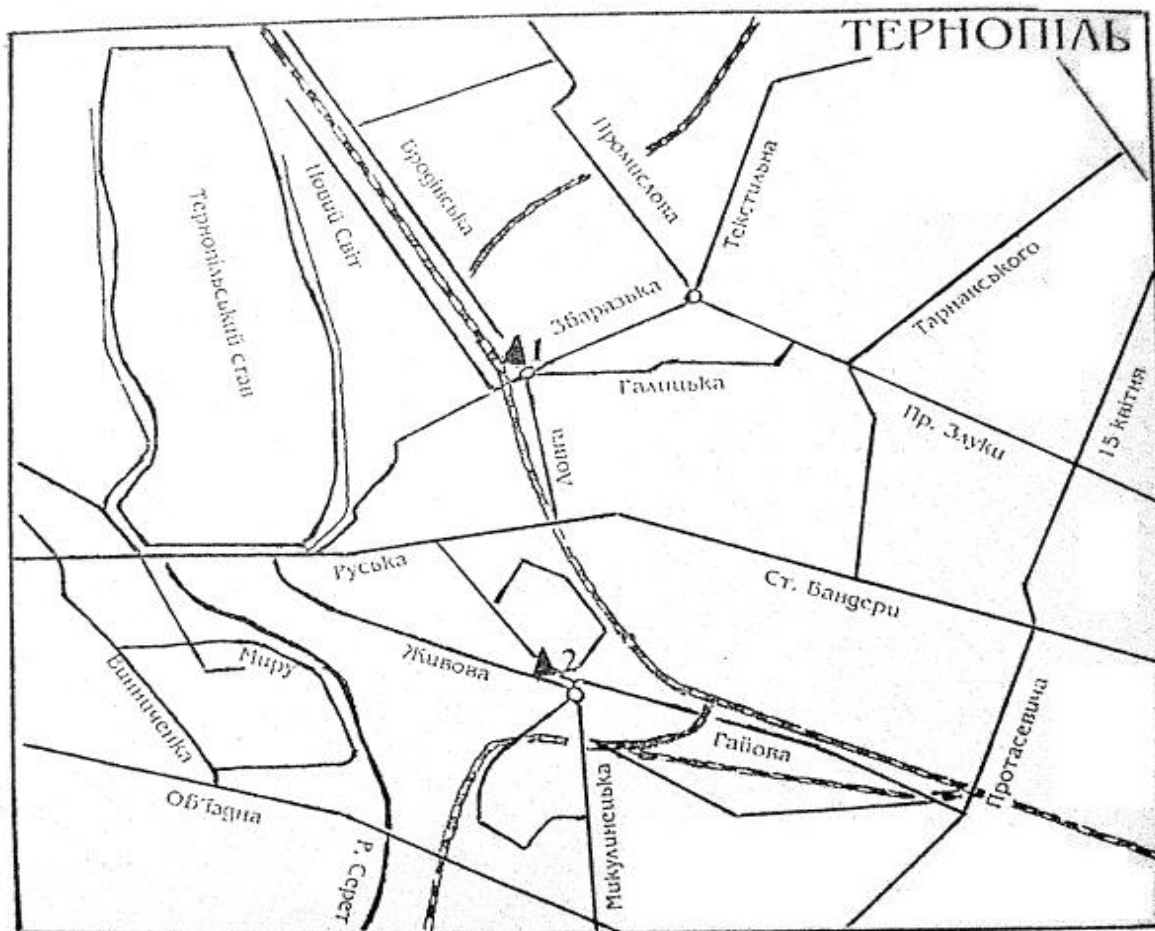 ТЕРНОПІЛЬ
Бродівська
Промислова
Текстильна
Новий Світ
Тернопільський став
Збаразька
Тарнавського
1
Галицька
Пр. Злуки
15 квітня
Лопна
Руська
Ст. Бандери
Живова
2
Миру
Винниченка
Гайова
Протасевича
Об'їздна
Микулинецька
Р. Серет